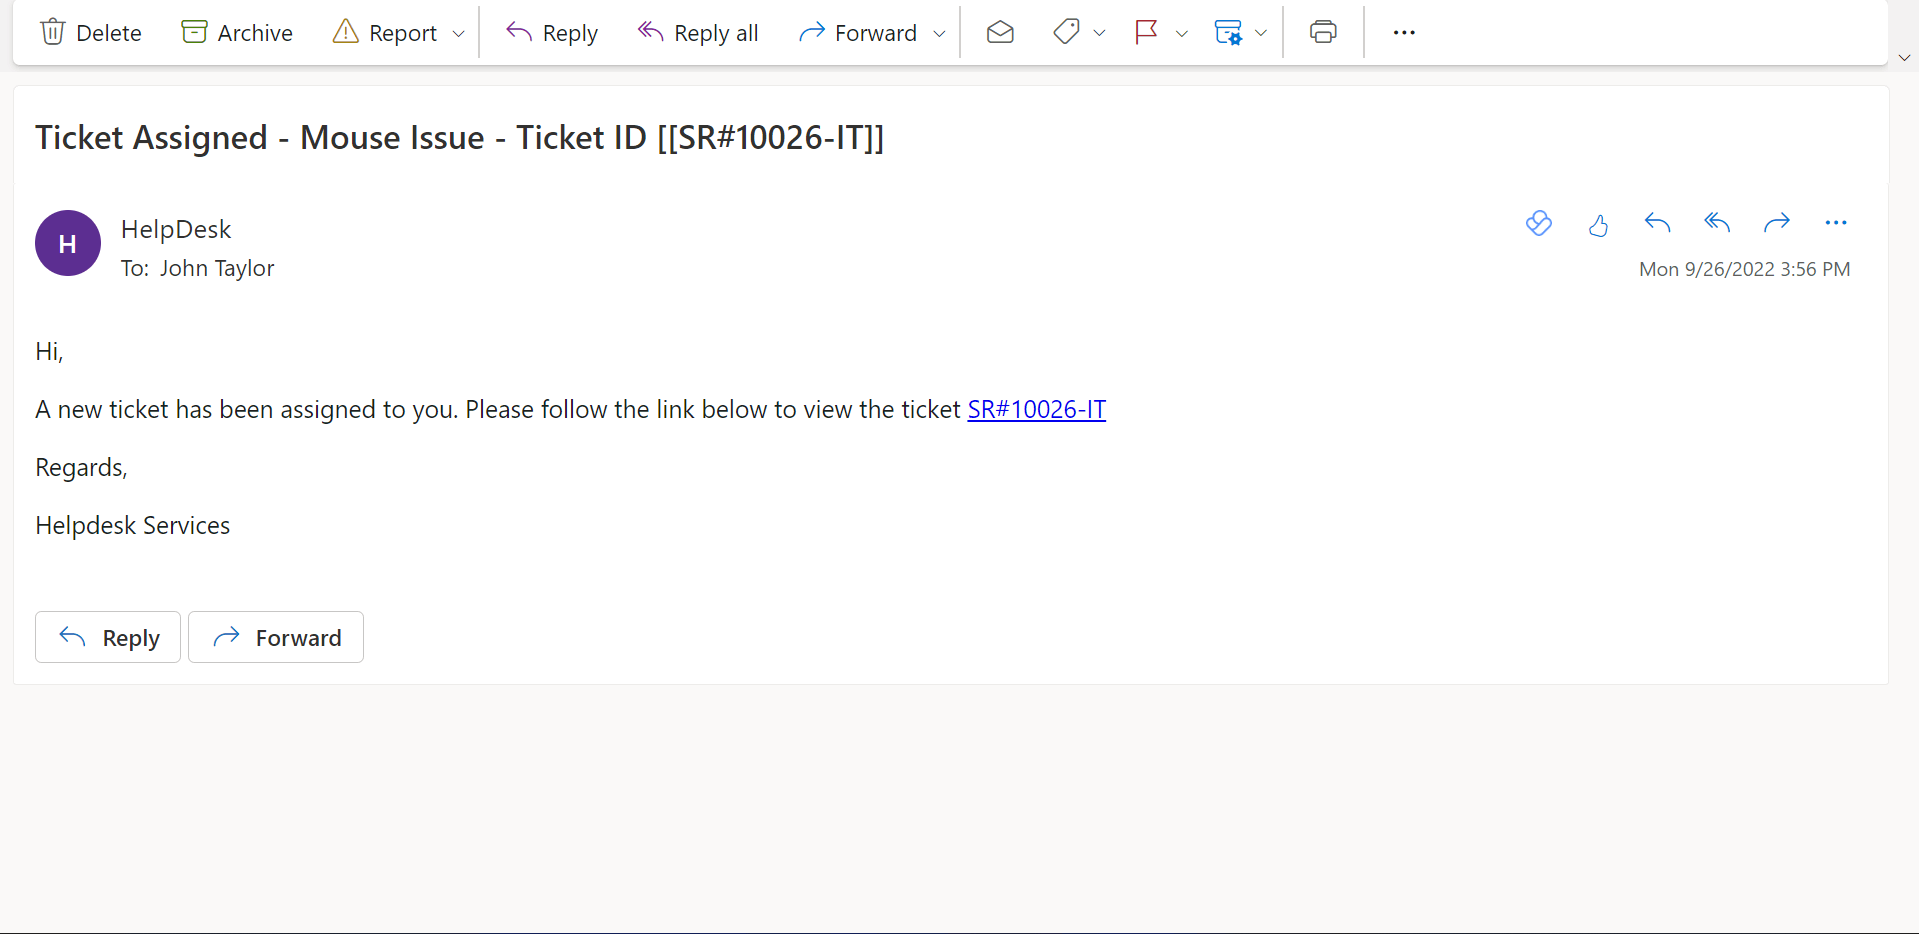 Delete Archive Report Reply Reply all Forward
Ticket Assigned - Mouse Issue - Ticket ID [[SR#10026-IT]]
H
HelpDesk
To: John Taylor
Mon 9/26/2022 3:56 PM
Hi,
A new ticket has been assigned to you. Please follow the link below to view the ticket SR#10026-IT
Regards,
Helpdesk Services
Reply Forward